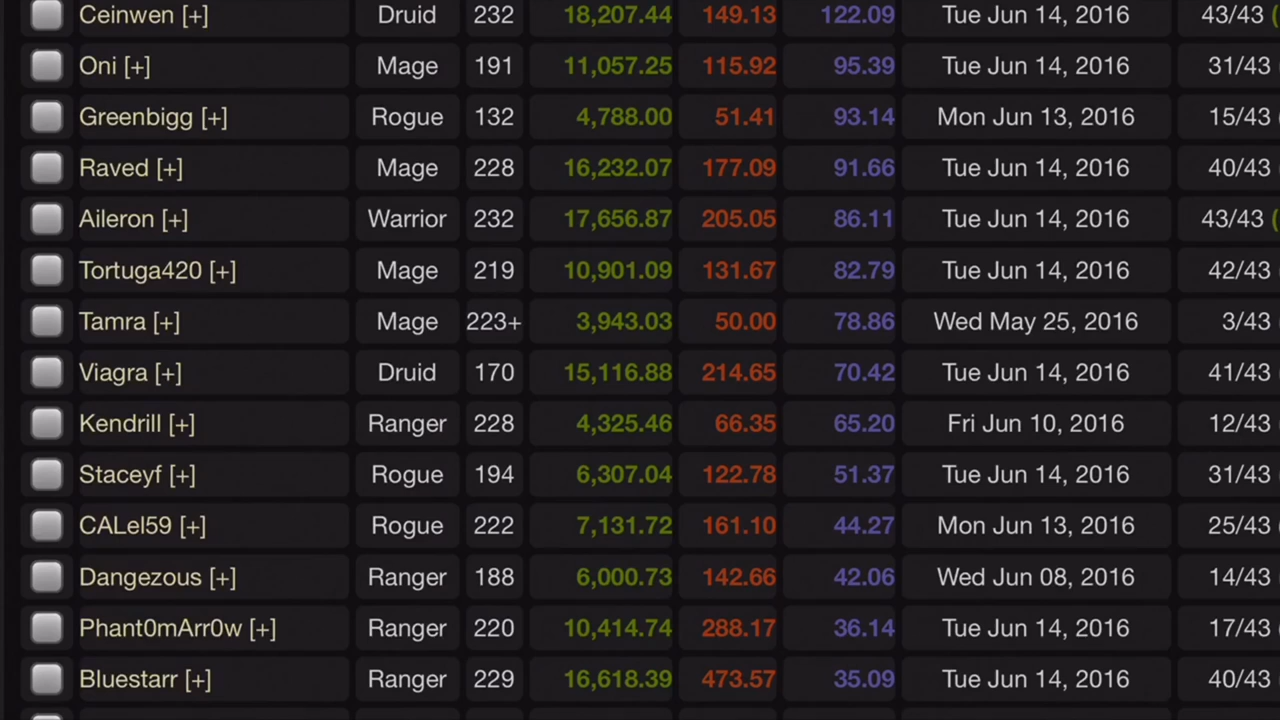 Ceinwen [+] Druid 232 18,207.44 149.13 122.09 Tue Jun 14, 2016 43/43
Oni [+] Mage 191 11,057.25 115.92 95.39 Tue Jun 14, 2016 31/43
Greenbigg [+] Rogue 132 4,788.00 51.41 93.14 Mon Jun 13, 2016 15/43
Raved [+] Mage 228 16,232.07 177.09 91.66 Tue Jun 14, 2016 40/43
Aileron [+] Warrior 232 17,656.87 205.05 86.11 Tue Jun 14, 2016 43/43
Tortuga420 [+] Mage 219 10,901.09 131.67 82.79 Tue Jun 14, 2016 42/43
Tamra [+] Mage 223+ 3,943.03 50.00 78.86 Wed May 25, 2016 3/43
Viagra [+] Druid 170 15,116.88 214.65 70.42 Tue Jun 14, 2016 41/43
Kendrill [+] Ranger 228 4,325.46 66.35 65.20 Fri Jun 10, 2016 12/43
Staceyf [+] Rogue 194 6,307.04 122.78 51.37 Tue Jun 14, 2016 31/43
CALel59 [+] Rogue 222 7,131.72 161.10 44.27 Mon Jun 13, 2016 25/43
Dangezous [+] Ranger 188 6,000.73 142.66 42.06 Wed Jun 08, 2016 14/43
Phant0mArr0w [+] Ranger 220 10,414.74 288.17 36.14 Tue Jun 14, 2016 17/43
Bluestarr [+] Ranger 229 16,618.39 473.57 35.09 Tue Jun 14, 2016 40/43